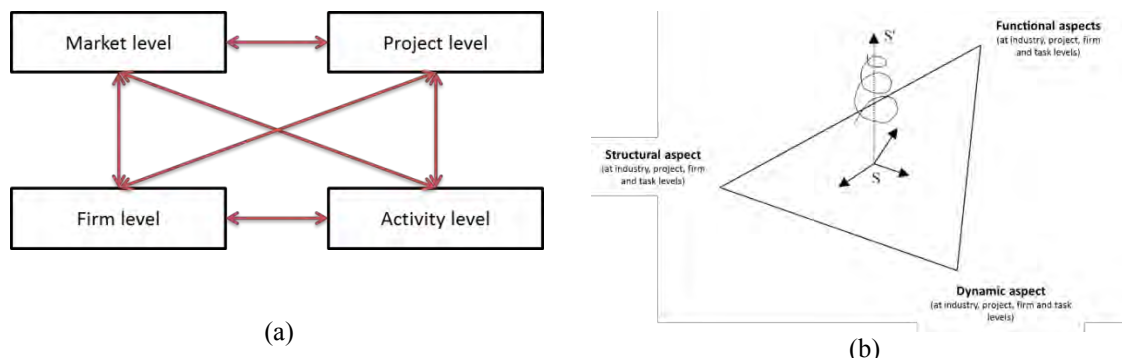 Market level
Project level
Firm level
Activity level
(a)
Functional aspects
(at industry, project, firm
and task levels)
S'
Structural aspect
(at industry, project, firm
and task levels)
S
Dynamic aspect
(at industry, project, firm and task
levels)
(b)